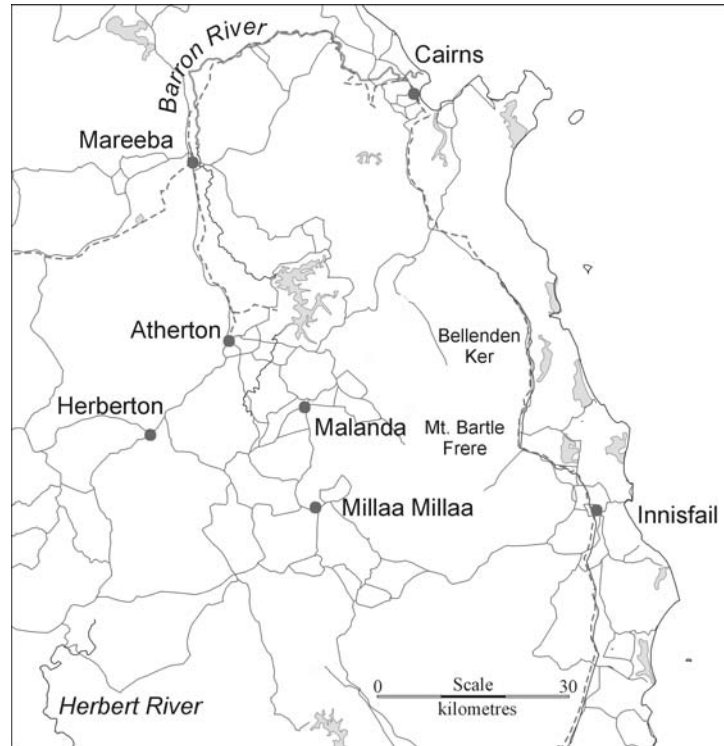 Barron River
Cairns
Mareeba
Atherton
Bellenden
Ker
Herberton
Malanda
Mt. Bartle
Frere
Millaa Millaa
Innisfail
Herbert River
0 Scale 30
kilometres